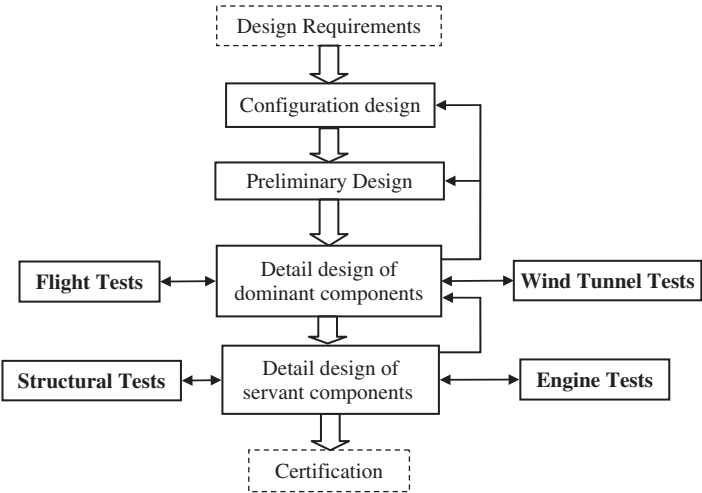 Design Requirements
Configuration design
Preliminary Design
Flight Tests
Detail design of
dominant components
Wind Tunnel Tests
Structural Tests
Detail design of
servant components
Engine Tests
Certification